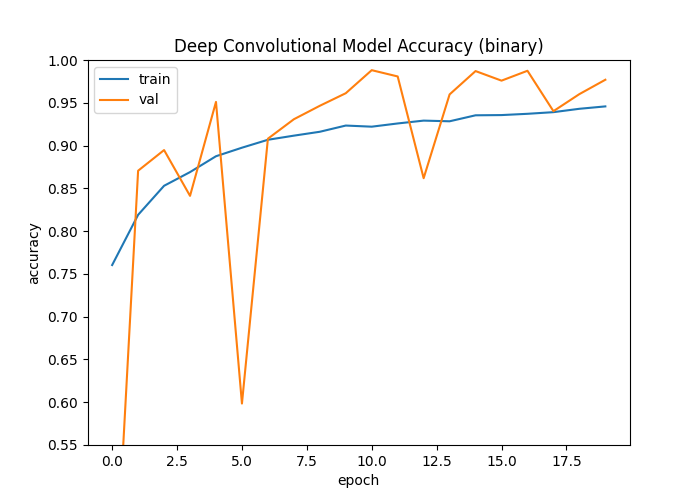 Deep Convolutional Model Accuracy (binary)
train
val
accuracy
1.00
0.95
0.90
0.85
0.80
0.75
0.70
0.65
0.60
0.55
0.0 2.5 5.0 7.5 10.0 12.5 15.0 17.5
epoch